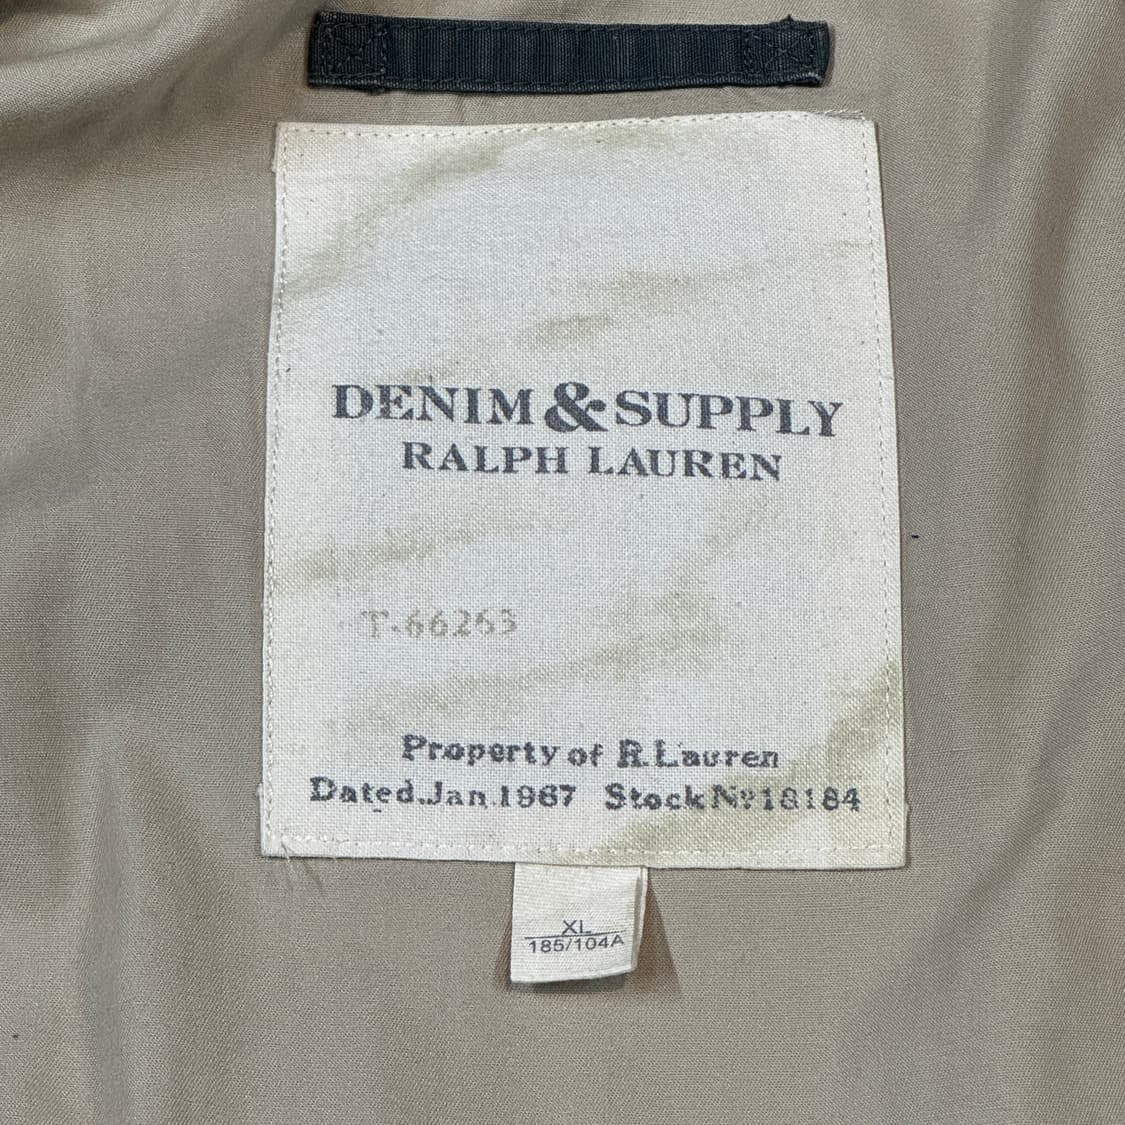 DENIM & SUPPLY
RALPH LAUREN
T-66263
Property of R. Lauren
Dated. Jan. 1967 Stock Nº 18184
XL
185/104A